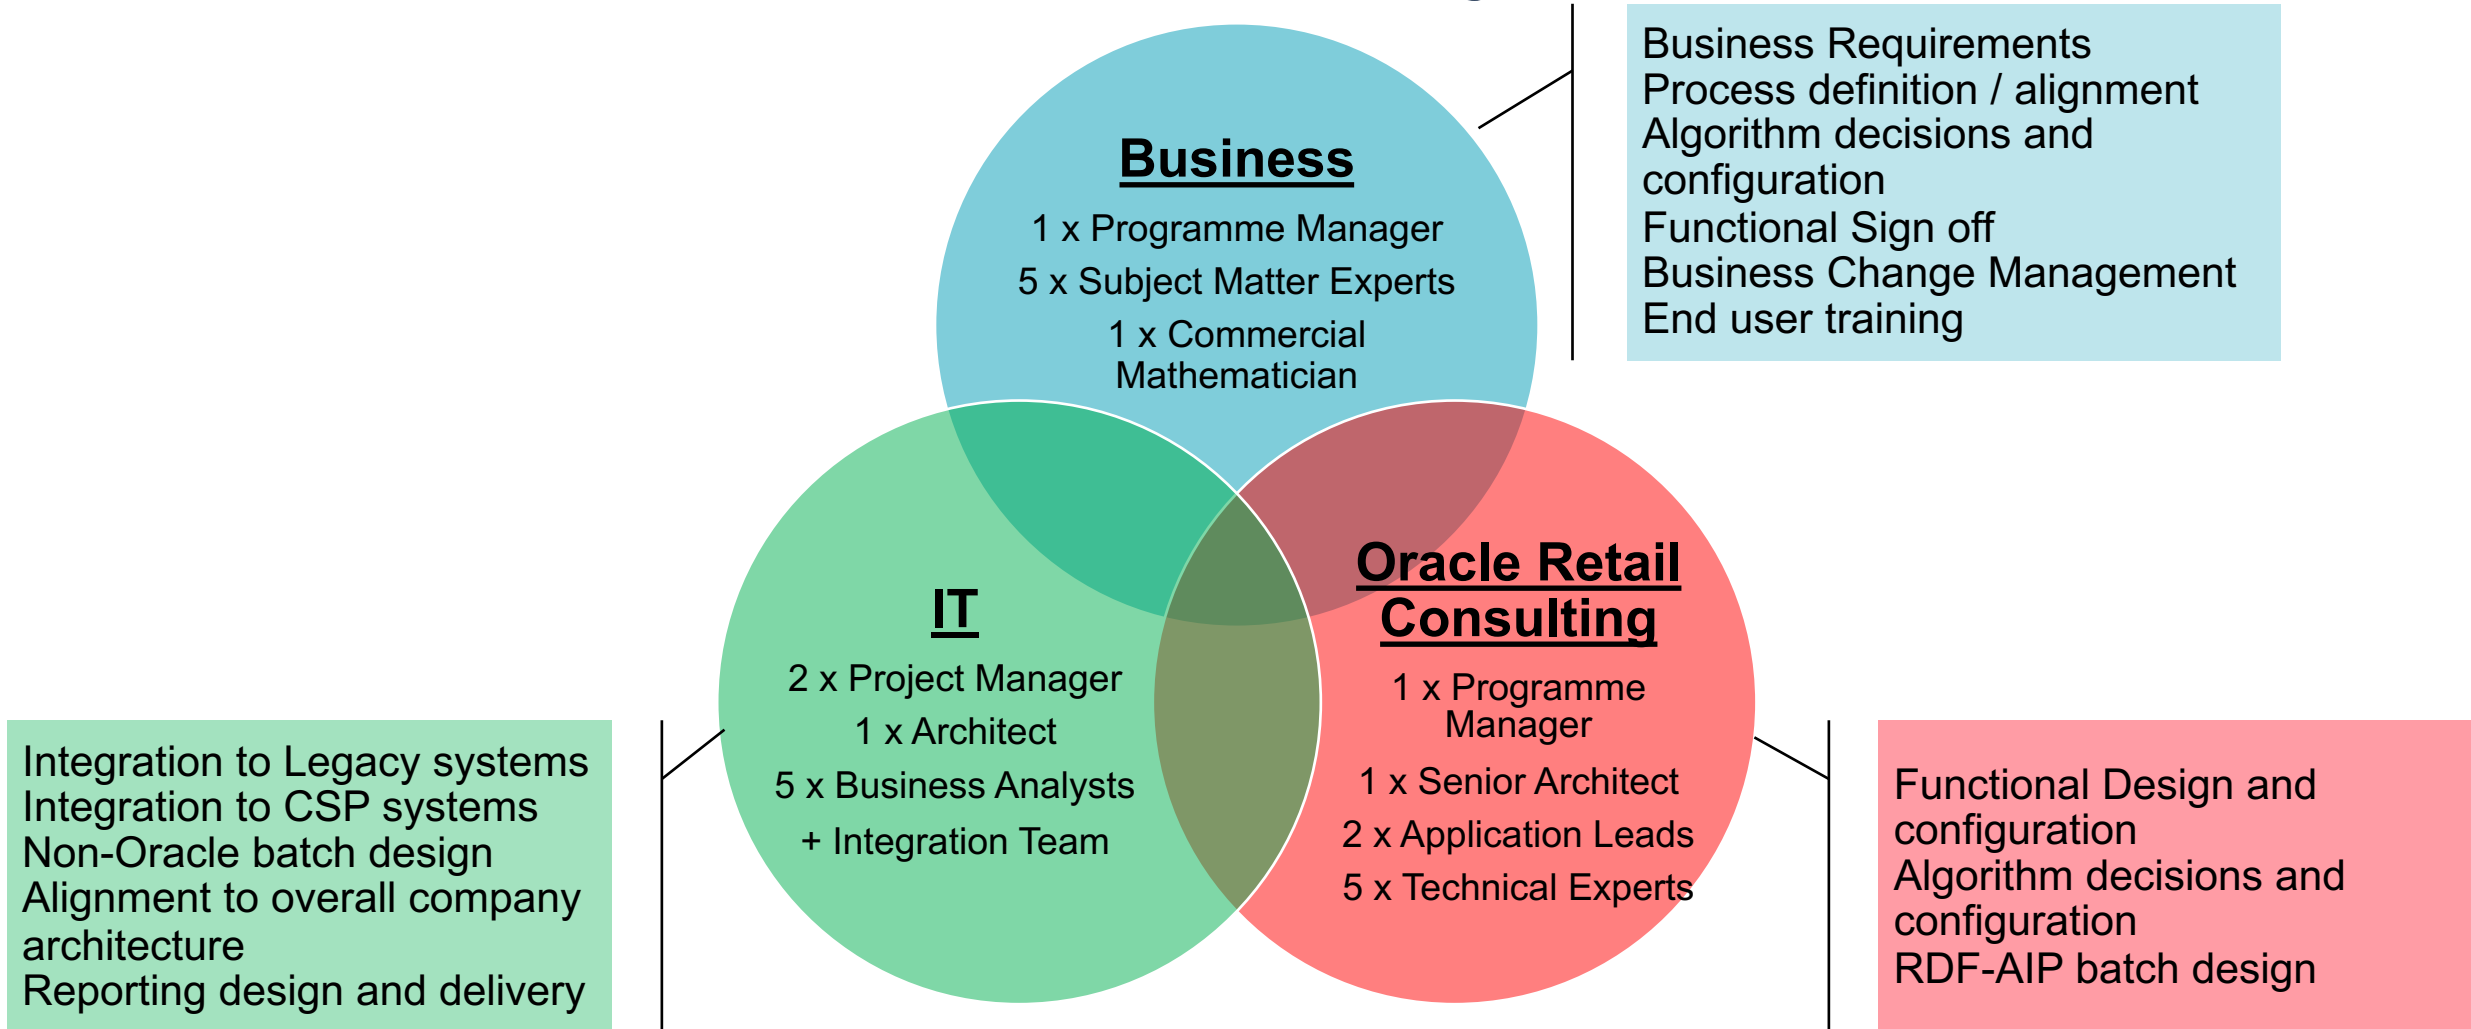 Business
1 x Programme Manager
5 x Subject Matter Experts
1 x Commercial
Mathematician
Business Requirements
Process definition / alignment
Algorithm decisions and
configuration
Functional Sign off
Business Change Management
End user training
IT
2 x Project Manager
1 x Architect
5 x Business Analysts
+ Integration Team
Integration to Legacy systems
Integration to CSP systems
Non-Oracle batch design
Alignment to overall company
architecture
Reporting design and delivery
Oracle Retail
Consulting
1 x Programme
Manager
1 x Senior Architect
2 x Application Leads
5 x Technical Experts
Functional Design and
configuration
Algorithm decisions and
configuration
RDF-AIP batch design